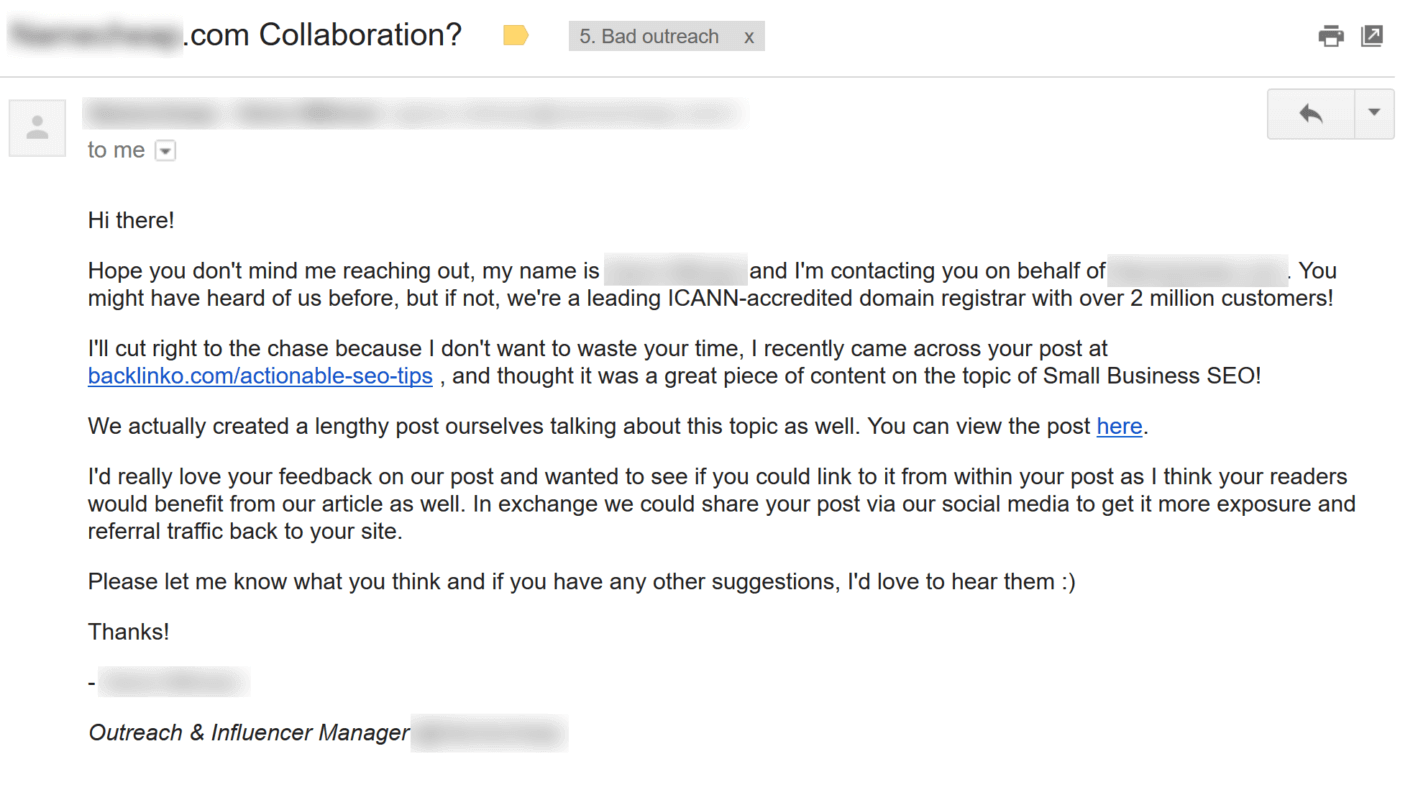 .com Collaboration?
5. Bad outreach x
to me
Hi there!
Hope you don't mind me reaching out, my name is and I'm contacting you on behalf of . You
might have heard of us before, but if not, we're a leading ICANN-accredited domain registrar with over 2 million customers!
I'll cut right to the chase because I don't want to waste your time, I recently came across your post at
backlinko.com/actionable-seo-tips , and thought it was a great piece of content on the topic of Small Business SEO!
We actually created a lengthy post ourselves talking about this topic as well. You can view the post here.
I'd really love your feedback on our post and wanted to see if you could link to it from within your post as I think your readers
would benefit from our article as well. In exchange we could share your post via our social media to get it more exposure and
referral traffic back to your site.
Please let me know what you think and if you have any other suggestions, I'd love to hear them :)
Thanks!
-
Outreach & Influencer Manager